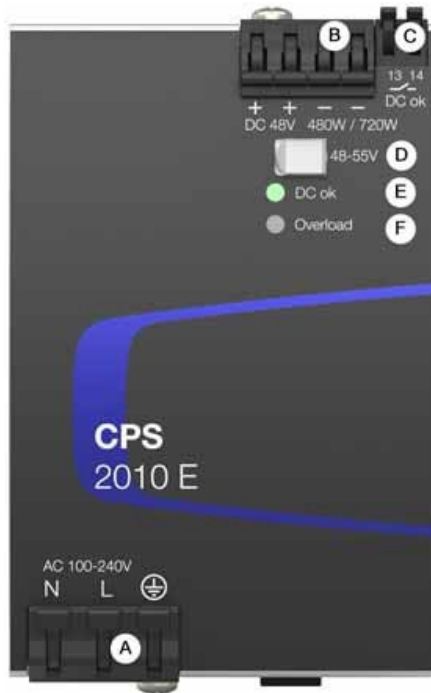 B
C
13 14
DC ok
+ + − −
DC 48V 480W / 720W
48-55V D
DC ok E
Overload F
CPS
2010 E
AC 100-240V
N L
A